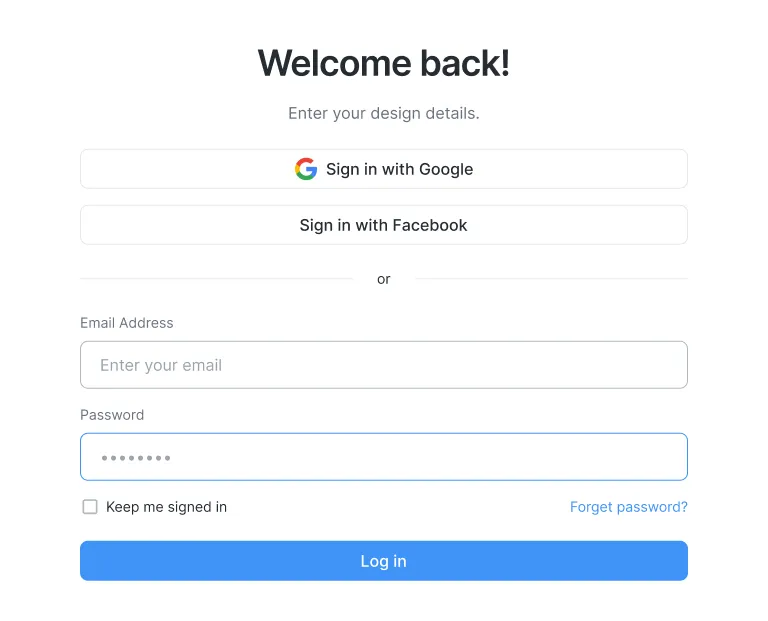 Welcome back!
Enter your design details.
Sign in with Google
Sign in with Facebook
or
Email Address
Enter your email
Password
••••••••
Keep me signed in
Forget password?
Log in